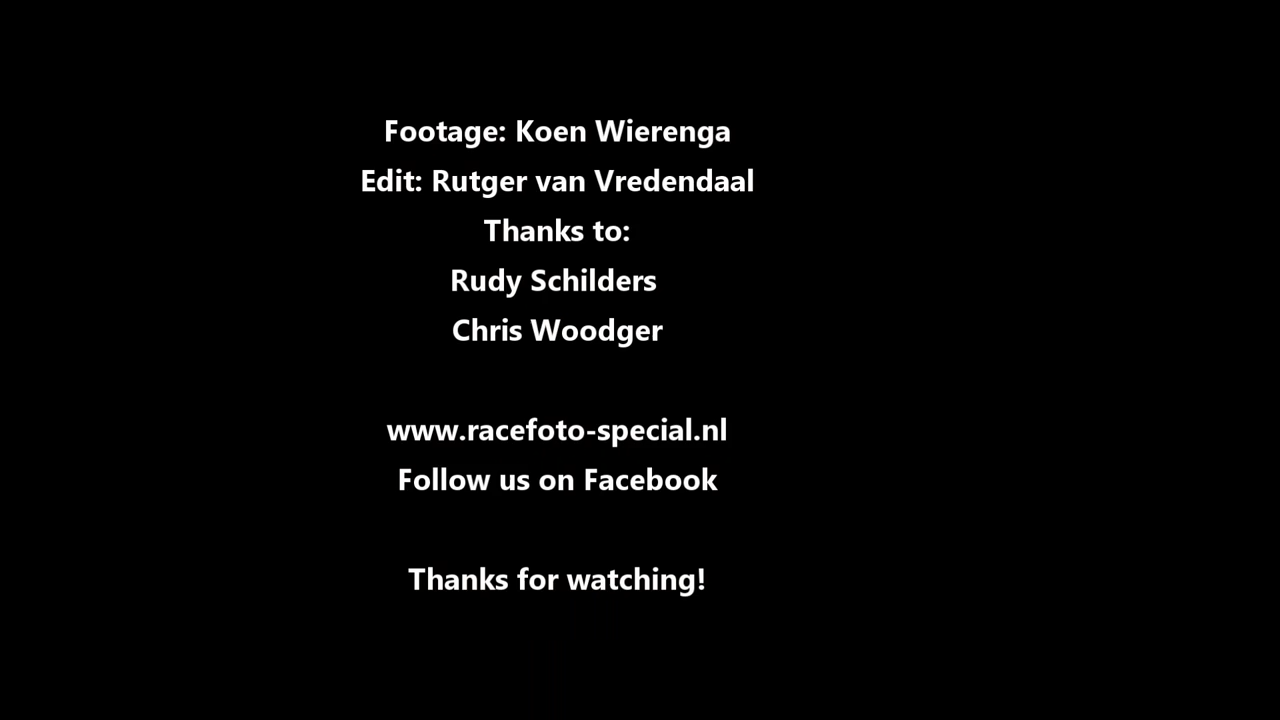 Footage: Koen Wierenga
Edit: Rutger van Vredendaal
Thanks to:
Rudy Schilders
Chris Woodger
www.racefoto-special.nl
Follow us on Facebook
Thanks for watching!